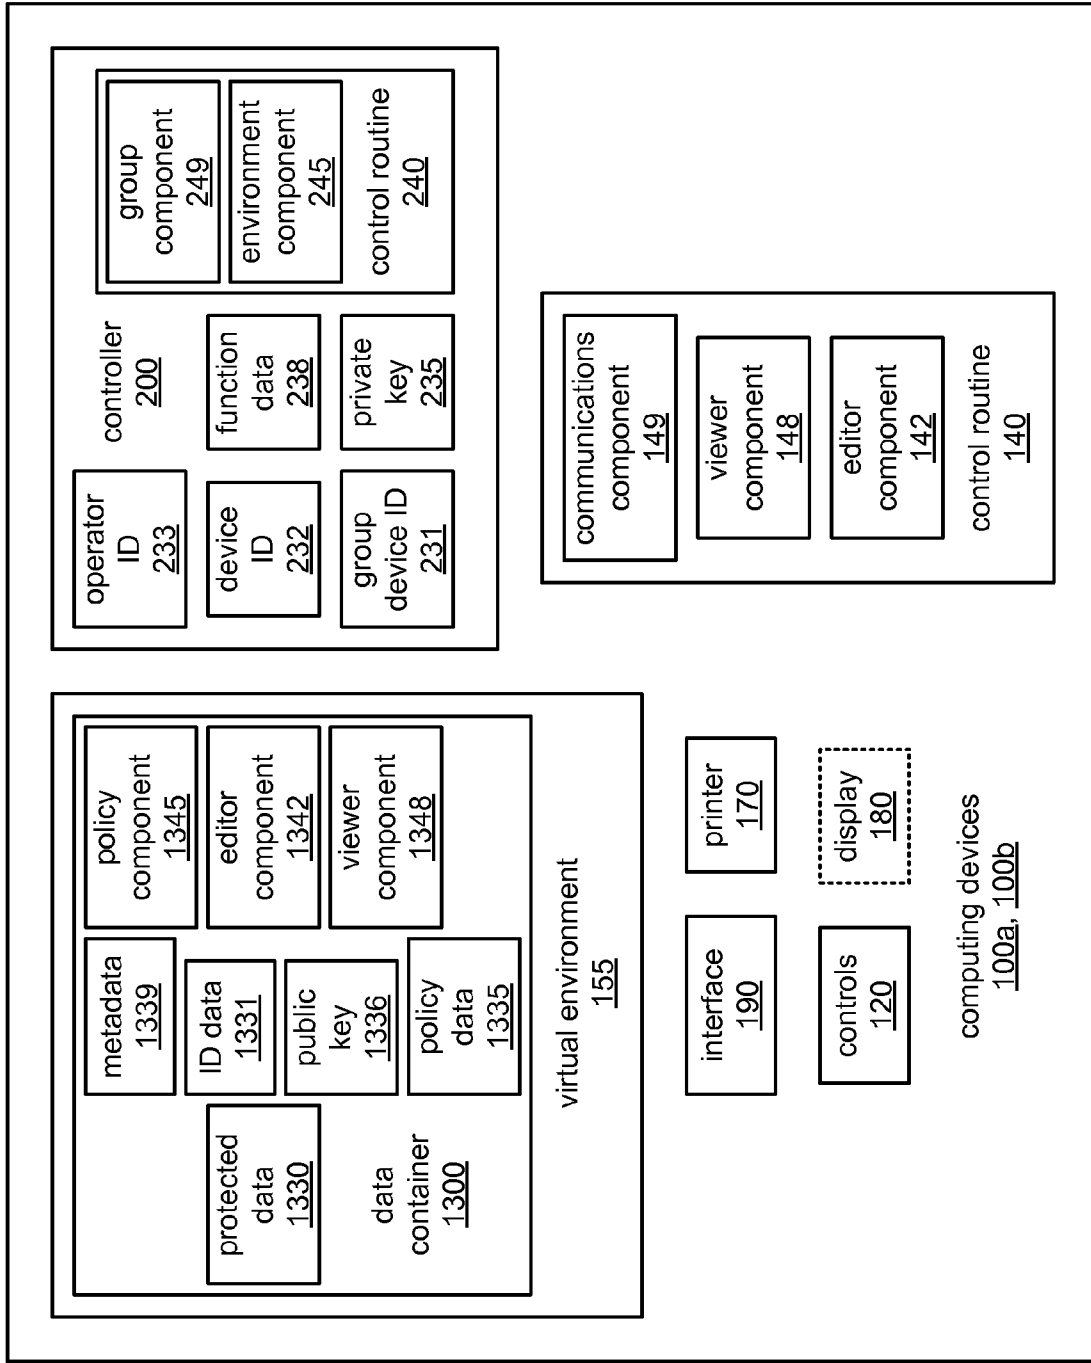 protected
data
1330
data
container
1300
metadata
1339
ID data
1331
public
key
1336
policy
data
1335
policy
component
1345
editor
component
1342
viewer
component
1348
virtual environment
155
operator
ID
233
device ID
232
group
device ID
231
controller
200
function
data
238
private
key
235
group
component
249
environment
component
245
control routine
240
interface
190
printer
170
controls
120
display
180
communications
component
149
viewer
component
148
editor
component
142
control routine
140
computing devices
100a, 100b